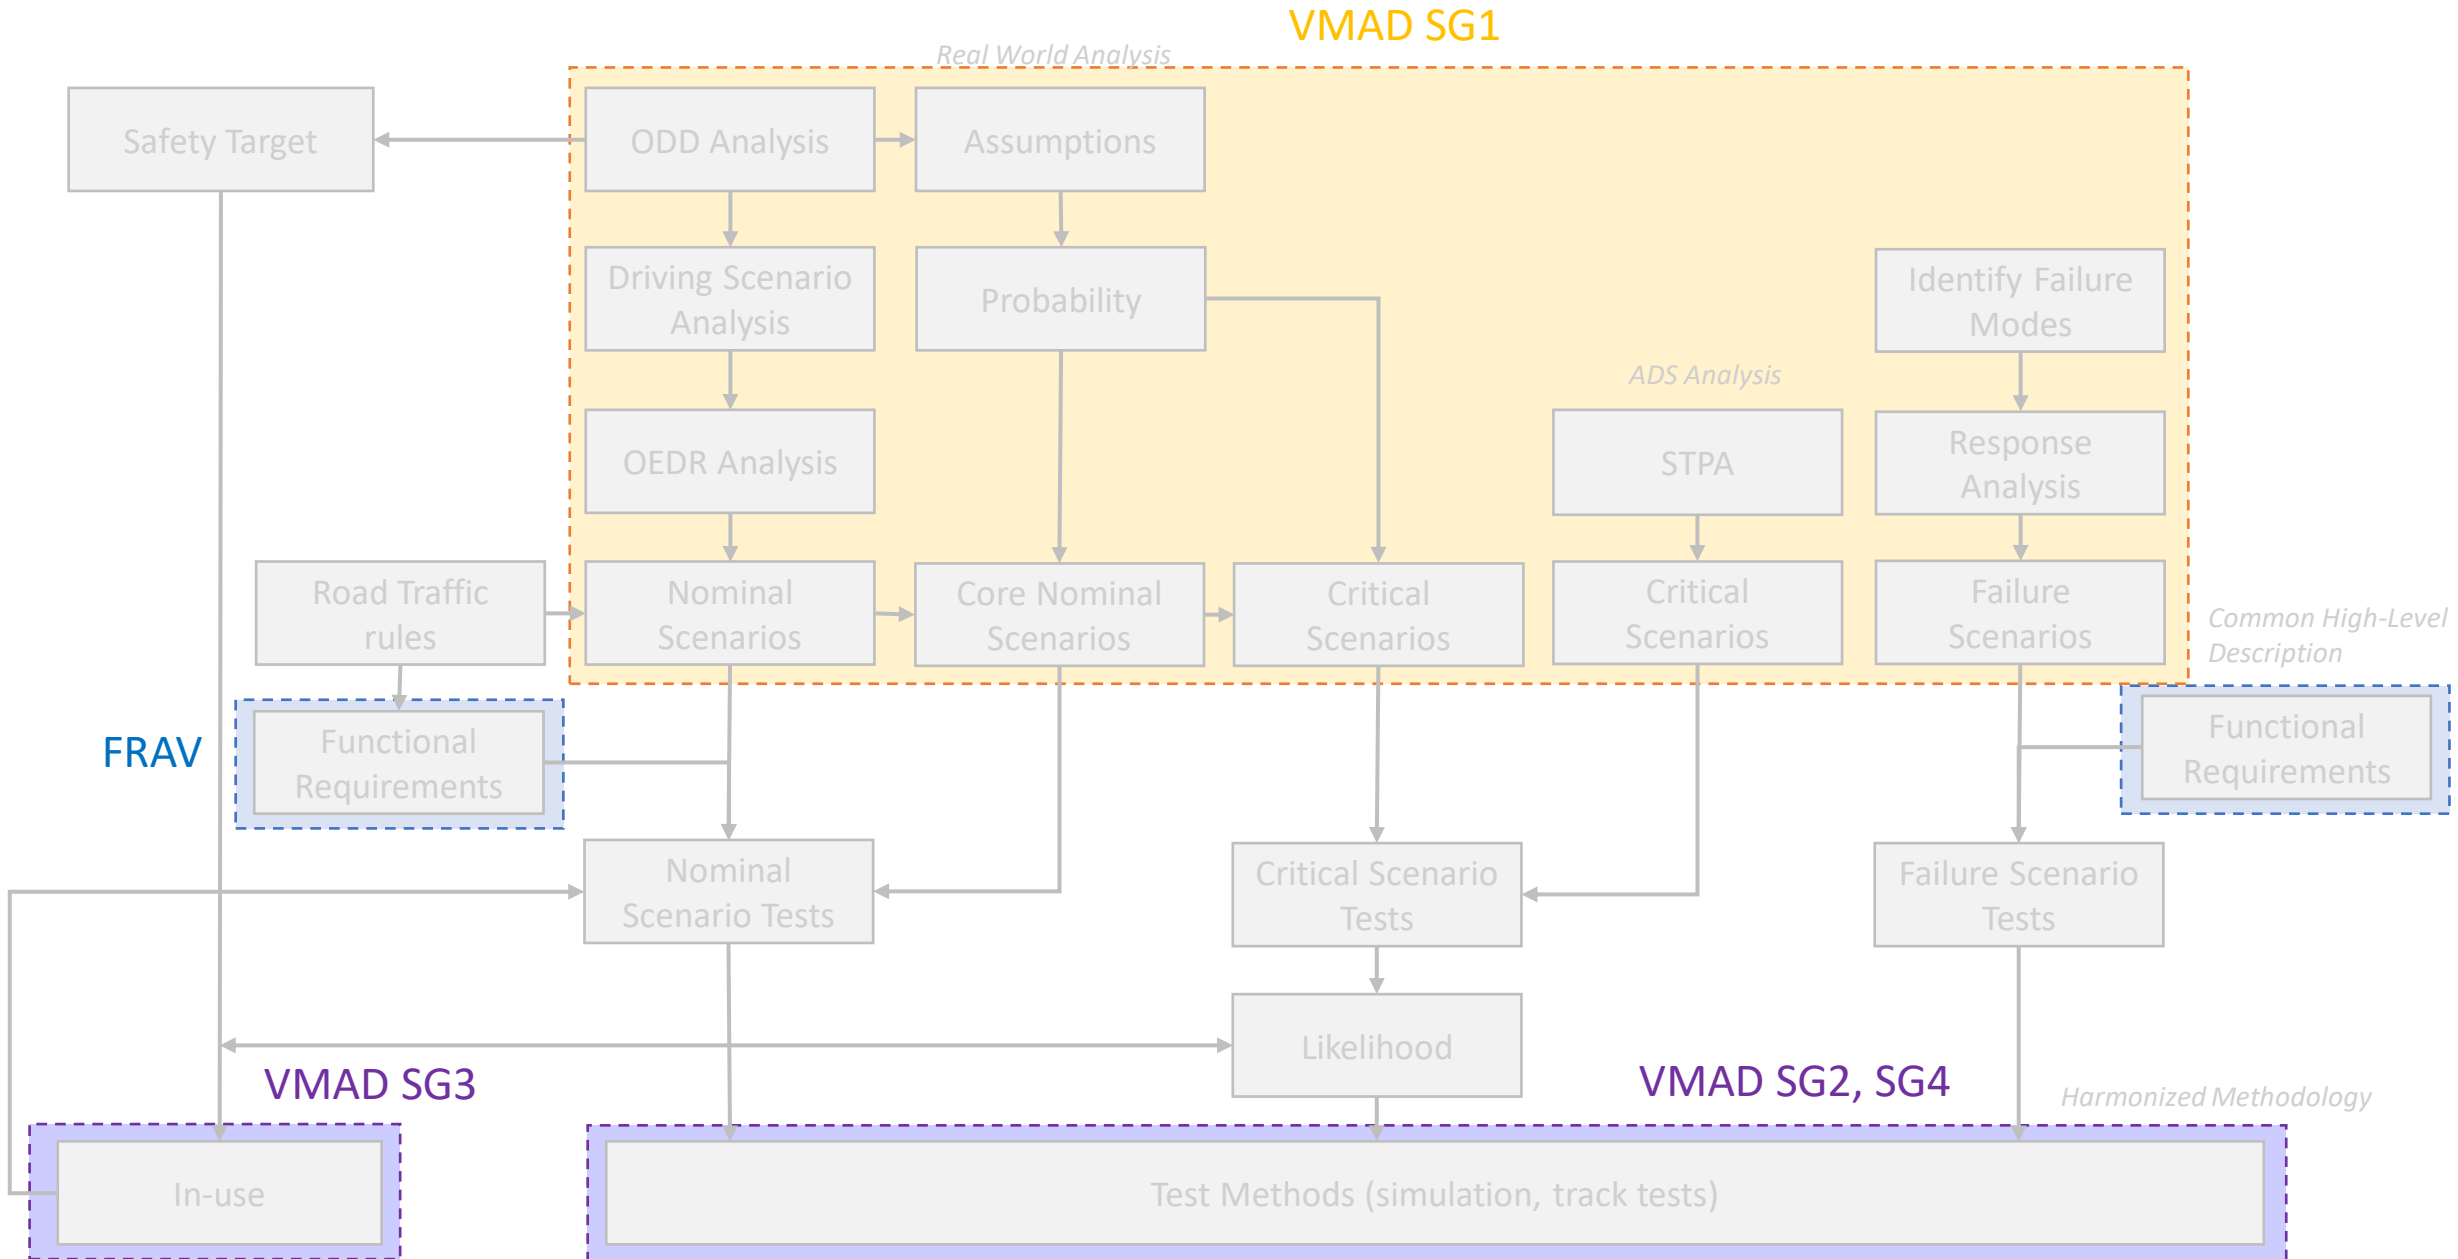 VMAD SG1
Real World Analysis
Safety Target
ODD Analysis
Assumptions
Driving Scenario
Analysis
Probability
Identify Failure
Modes
ADS Analysis
OEDR Analysis
STPA
Response
Analysis
Road Traffic
rules
Nominal
Scenarios
Core Nominal
Scenarios
Critical
Scenarios
Critical
Scenarios
Failure
Scenarios
Common High-Level
Description
FRAV
Functional
Requirements
Functional
Requirements
Nominal
Scenario Tests
Critical Scenario
Tests
Failure Scenario
Tests
Likelihood
VMAD SG3
VMAD SG2, SG4
Harmonized Methodology
In-use
Test Methods (simulation, track tests)